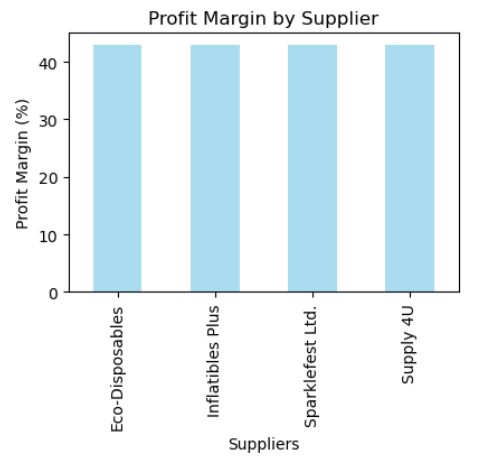 Profit Margin by Supplier
Profit Margin (%)
40
30
20
10
0
Eco-Disposables
Inflatibles Plus
Sparklefest Ltd.
Supply 4U
Suppliers